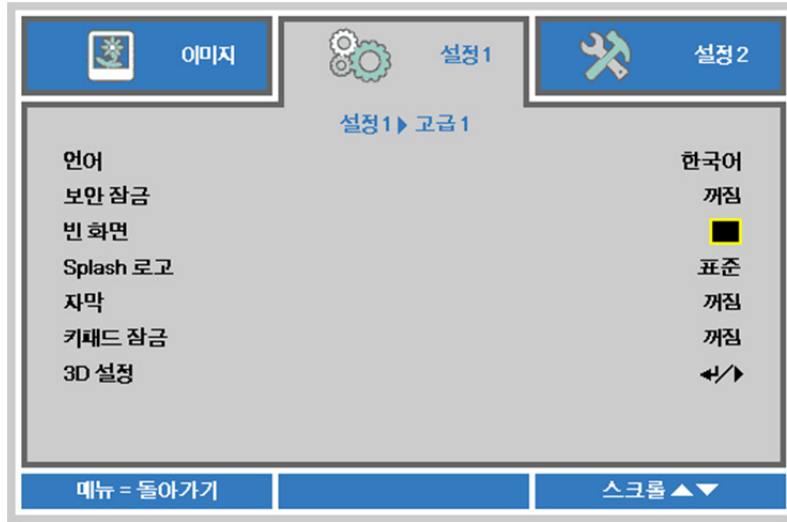 이미지
설정 1
설정 2
설정 1 ▶ 고급 1
언어 한국어
보안 잠금 꺼짐
빈 화면
Splash 로고 표준
자막 꺼짐
키패드 잠금 꺼짐
3D 설정 ↵/▶
메뉴 = 돌아가기
스크롤 ▲▼